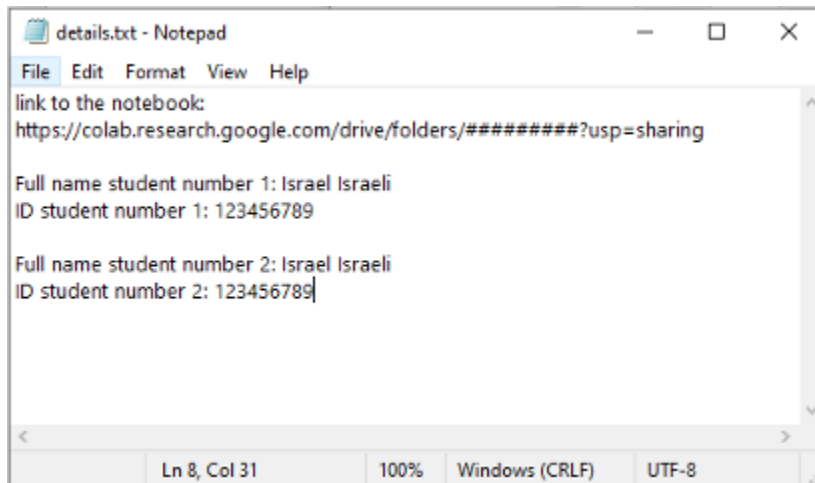 details.txt - Notepad
File Edit Format View Help
link to the notebook:
https://colab.research.google.com/drive/folders/#########?usp=sharing
Full name student number 1: Israel Israeli
ID student number 1: 123456789
Full name student number 2: Israel Israeli
ID student number 2: 123456789
Ln 8, Col 31 100% Windows (CRLF) UTF-8